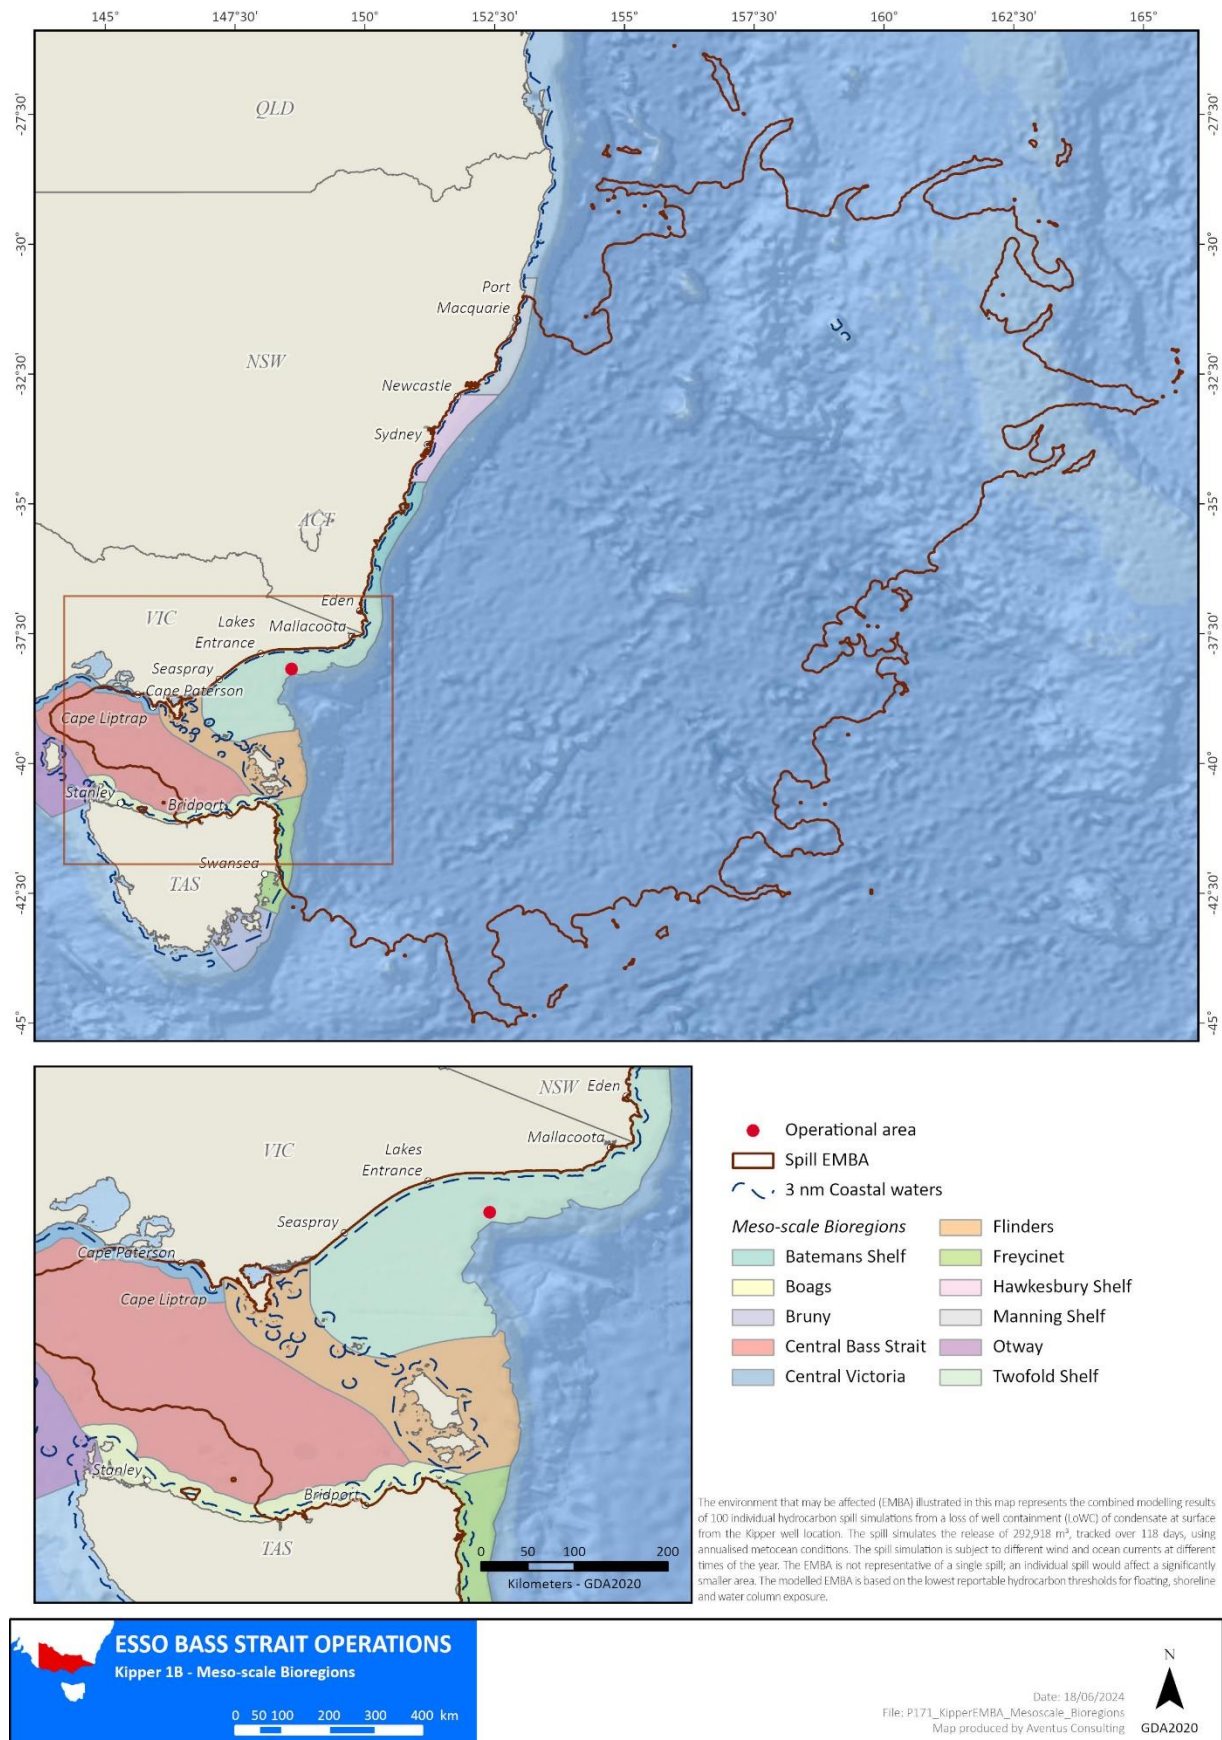 145°
147°30'
150°
152°30'
155°
157°30'
160°
162°30'
165°
-27°30'
-30°
-32°30'
-35°
-37°30'
-40°
-42°30'
-45°
-27°30'
-30°
-32°30'
-35°
-37°30'
-40°
-42°30'
-45°
QLD
Port
Macquarie
NSW
Newcastle
Sydney
ACT
Eden
VIC
Lakes
Entrance
Mallacoota
Seaspray
Cape Paterson
Cape Liptrap
Stanley
Bridport
Swansea
TAS
NSW
Eden
VIC
Mallacoota
Lakes
Entrance
Seaspray
Cape Paterson
Cape Liptrap
Stanley
Bridport
TAS
0 50 100 200
Kilometers - GDA2020
Operational area
Spill EMBA
3 nm Coastal waters
Meso-scale Bioregions
Batemans Shelf
Boags
Bruny
Central Bass Strait
Central Victoria
Flinders
Freycinet
Hawkesbury Shelf
Manning Shelf
Otway
Twofold Shelf
The environment that may be affected (EMBA) illustrated in this map represents the combined modelling results
of 100 individual hydrocarbon spill simulations from a loss of well containment (LoWC) of condensate at surface
from the Kipper well location. The spill simulates the release of 292,918 m³, tracked over 118 days, using
annualised metocean conditions. The spill simulation is subject to different wind and ocean currents at different
times of the year. The EMBA is not representative of a single spill; an individual spill would affect a significantly
smaller area. The modelled EMBA is based on the lowest reportable hydrocarbon thresholds for floating, shoreline
and water column exposure.
ESSO BASS STRAIT OPERATIONS
Kipper 1B - Meso-scale Bioregions
0 50 100 200 300 400 km
Date: 18/06/2024
File: P171_KipperEMBA_Mesoscale_Bioregions
Map produced by Aventus Consulting
N
GDA2020